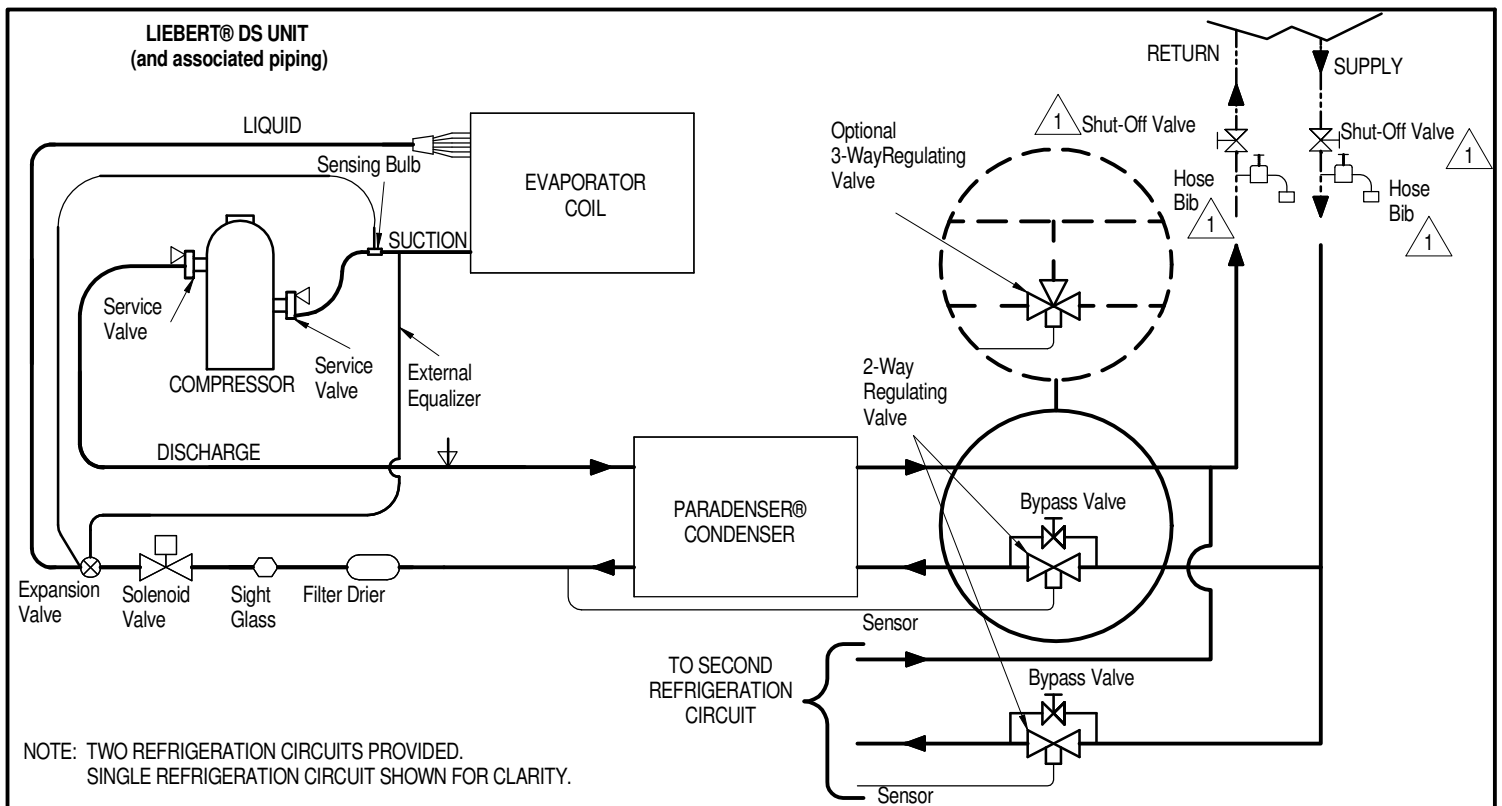 LIEBERT® DS UNIT
(and associated piping)
RETURN
SUPPLY
LIQUID
Sensing Bulb
EVAPORATOR
COIL
SUCTION
Optional
3-WayRegulating
Valve
1
Shut-Off Valve
Shut-Off Valve
1
Hose
Bib
1
Hose
Bib
1
Service
Valve
Service
Valve
COMPRESSOR
External
Equalizer
2-Way
Regulating
Valve
DISCHARGE
PARADENSER®
CONDENSER
Bypass Valve
Expansion
Valve
Solenoid
Valve
Sight
Glass
Filter Drier
Sensor
TO SECOND
REFRIGERATION
CIRCUIT
Bypass Valve
Sensor
NOTE: TWO REFRIGERATION CIRCUITS PROVIDED.
SINGLE REFRIGERATION CIRCUIT SHOWN FOR CLARITY.